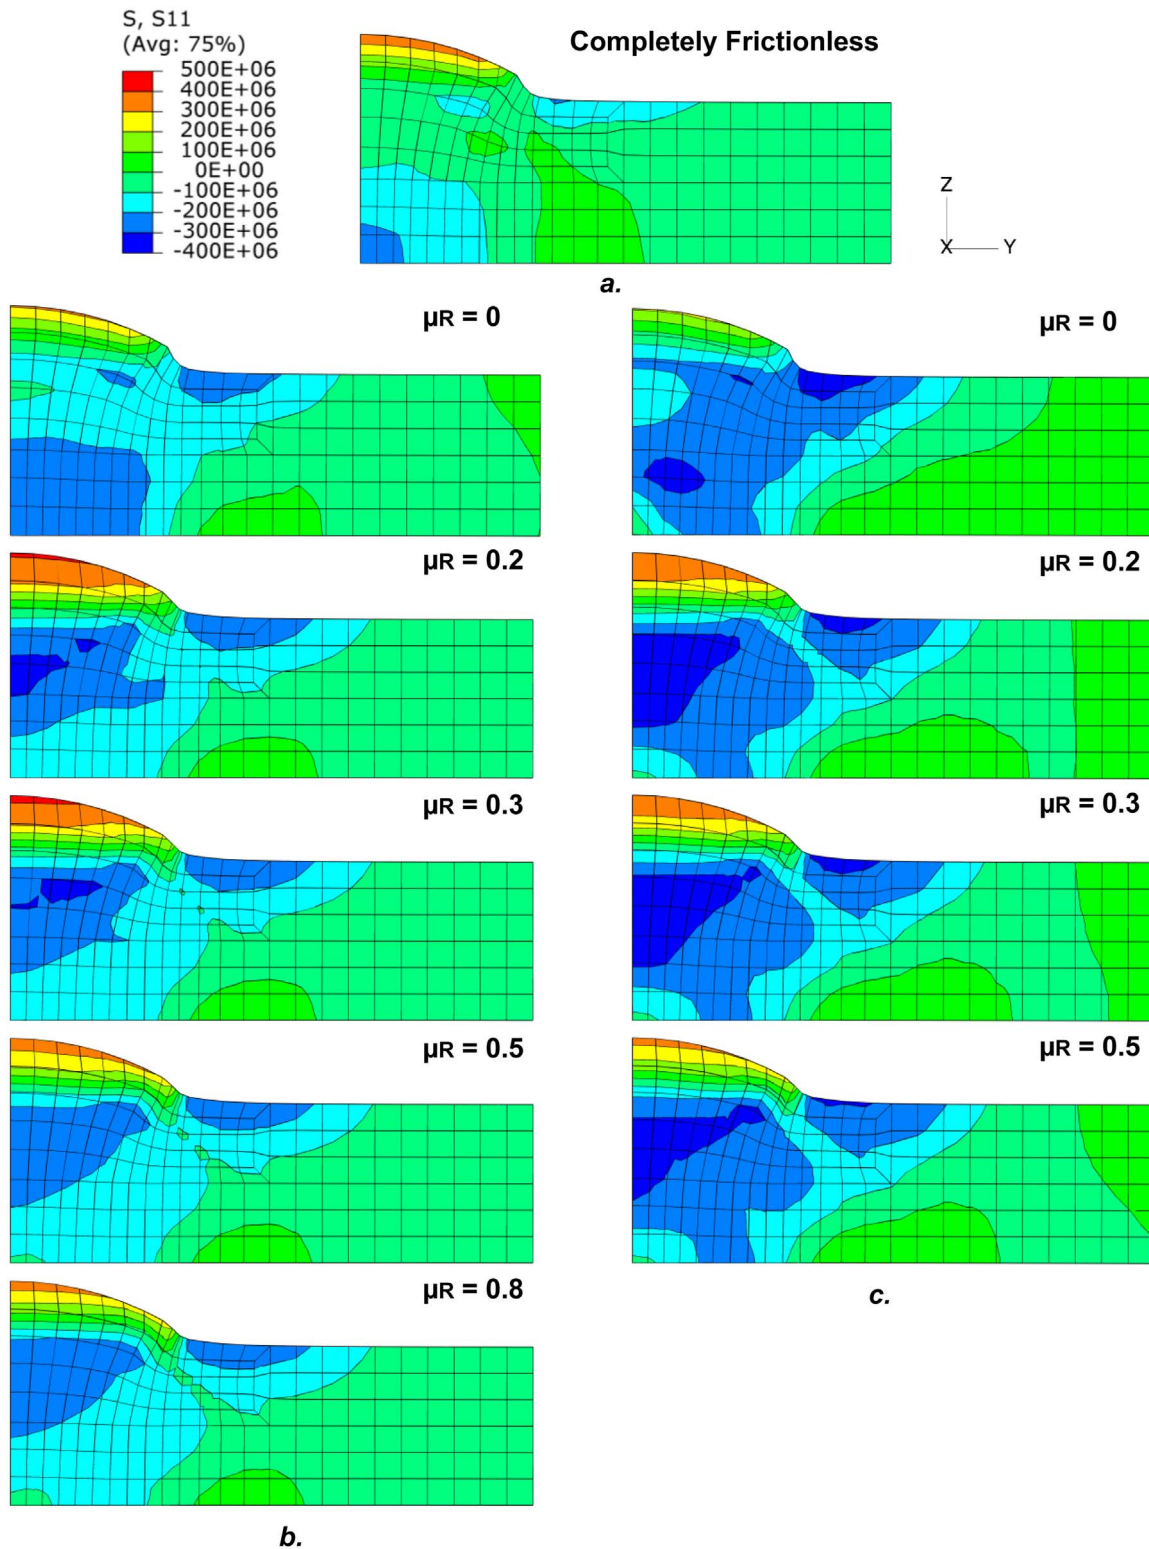 S, S11
(Avg: 75%)
500E+06
400E+06
300E+06
200E+06
100E+06
0E+00
-100E+06
-200E+06
-300E+06
-400E+06
Completely Frictionless
Z
X
Y
a.
μR = 0
μR = 0
μR = 0.2
μR = 0.2
μR = 0.3
μR = 0.3
μR = 0.5
μR = 0.5
μR = 0.8
c.
b.